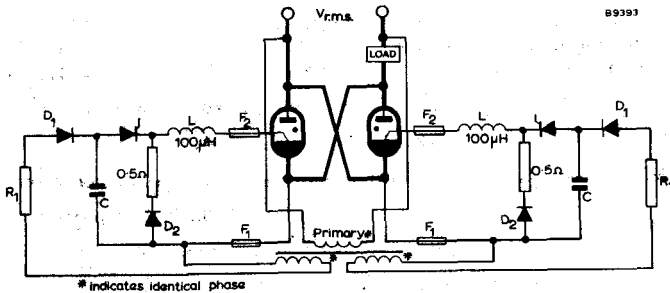 Vr.m.s.
B9393
LOAD
D1
L
100μH
F2
F2
L
100μH
D1
R1
C
0·5Ω
D2
F1
Primary*
F1
0·5Ω
D2
C
R
*
*
* indicates identical phase